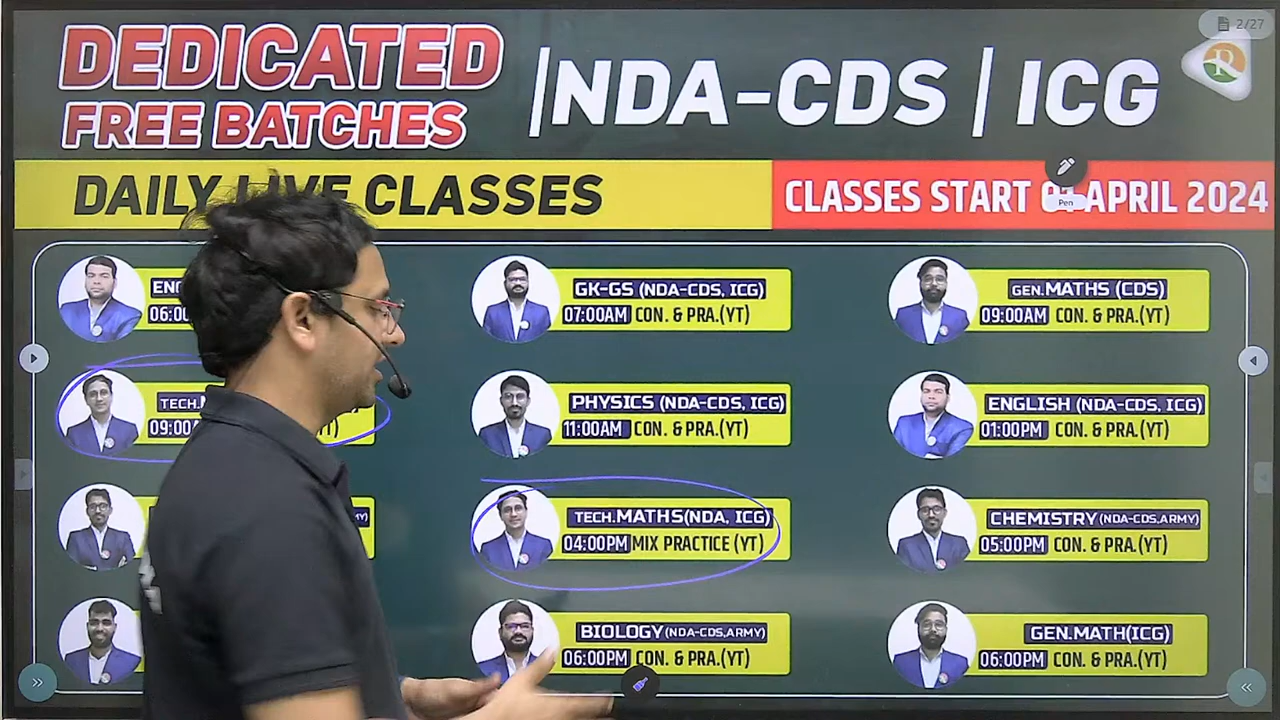 2/27
DEDICATED
FREE BATCHES
|NDA-CDS | ICG
DAILY LIVE CLASSES
CLASSES START 01 APRIL 2024
Pen
GK-GS (NDA-CDS, ICG)
07:00AM CON. & PRA.(YT)
GEN.MATHS (CDS)
09:00AM CON. & PRA.(YT)
TECH.
PHYSICS (NDA-CDS, ICG)
11:00AM CON. & PRA.(YT)
ENGLISH (NDA-CDS, ICG)
01:00PM CON. & PRA.(YT)
TECH.MATHS(NDA, ICG)
04:00PM MIX PRACTICE (YT)
CHEMISTRY(NDA-CDS,ARMY)
05:00PM CON. & PRA.(YT)
BIOLOGY(NDA-CDS,ARMY)
06:00PM CON. & PRA.(YT)
GEN.MATH(ICG)
06:00PM CON. & PRA.(YT)